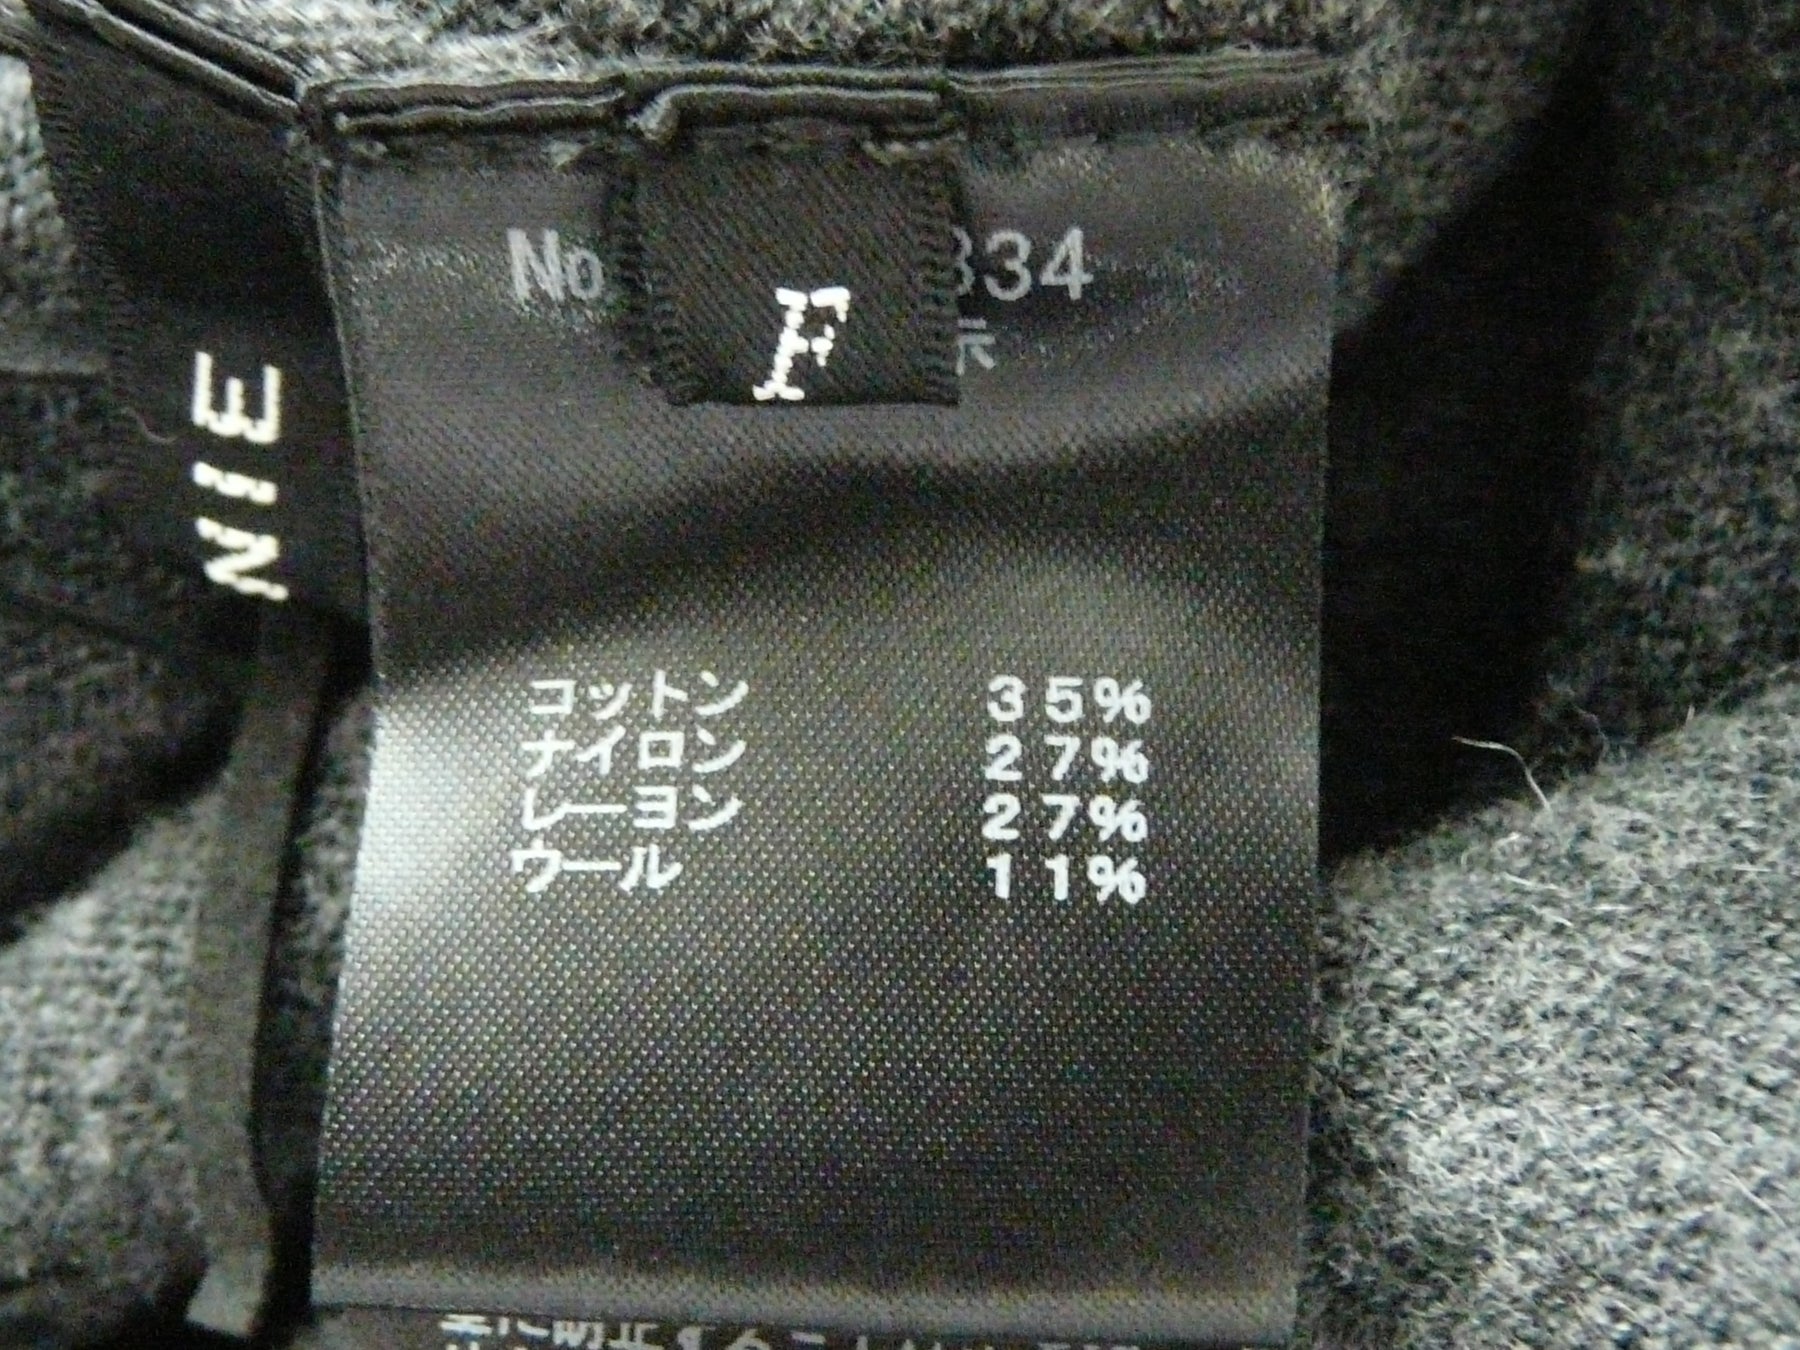 No 334
F
示
コットン 35%
ナイロン 27%
レーヨン 27%
ウール 11%